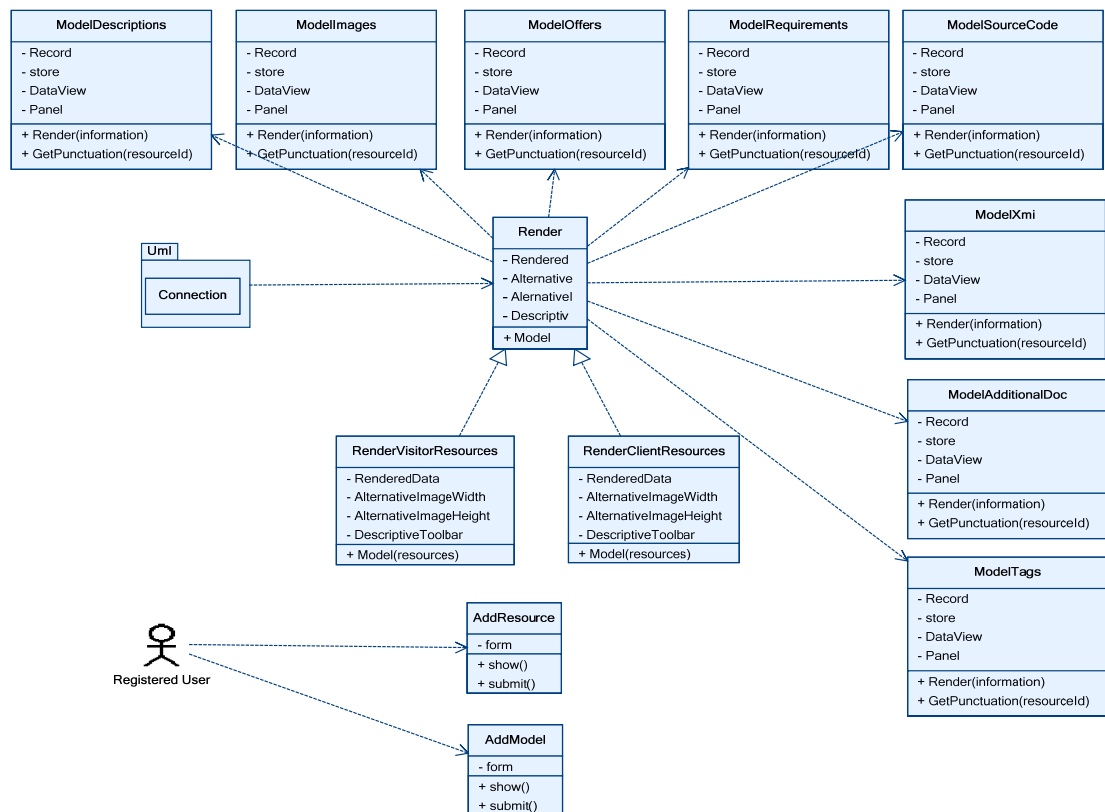 ModelDescriptions
- Record
- store
- DataView
- Panel
+ Render(information)
+ GetPunctuation(resourceId)
ModelImages
- Record
- store
- DataView
- Panel
+ Render(information)
+ GetPunctuation(resourceId)
ModelOffers
- Record
- store
- DataView
- Panel
+ Render(information)
+ GetPunctuation(resourceId)
ModelRequirements
- Record
- store
- DataView
- Panel
+ Render(information)
+ GetPunctuation(resourceId)
ModelSourceCode
- Record
- store
- DataView
- Panel
+ Render(information)
+ GetPunctuation(resourceId)
Uml
Connection
Render
- Rendered
- Alternative
- AlernativeI
- Descriptiv
+ Model
ModelXmi
- Record
- store
- DataView
- Panel
+ Render(information)
+ GetPunctuation(resourceId)
RenderVisitorResources
- RenderedData
- AlternativeImageWidth
- AlternativeImageHeight
- DescriptiveToolbar
+ Model(resources)
RenderClientResources
- RenderedData
- AlternativeImageWidth
- AlternativeImageHeight
- DescriptiveToolbar
+ Model(resources)
ModelAdditionalDoc
- Record
- store
- DataView
- Panel
+ Render(information)
+ GetPunctuation(resourceId)
ModelTags
- Record
- store
- DataView
- Panel
+ Render(information)
+ GetPunctuation(resourceId)
Registered User
AddResource
- form
+ show()
+ submit()
AddModel
- form
+ show()
+ submit()